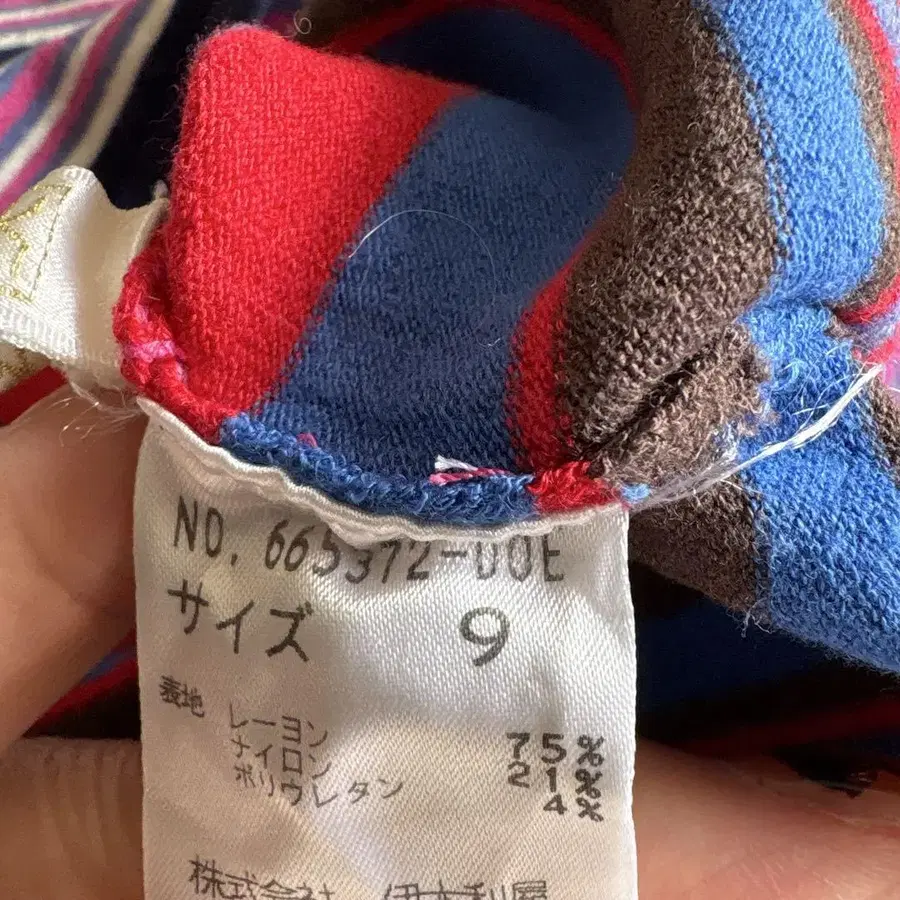 NO. 665372-DOE
サイズ 9
表地 レーヨン 75%
ナイロン 21%
ポリウレタン 4%
株式会社